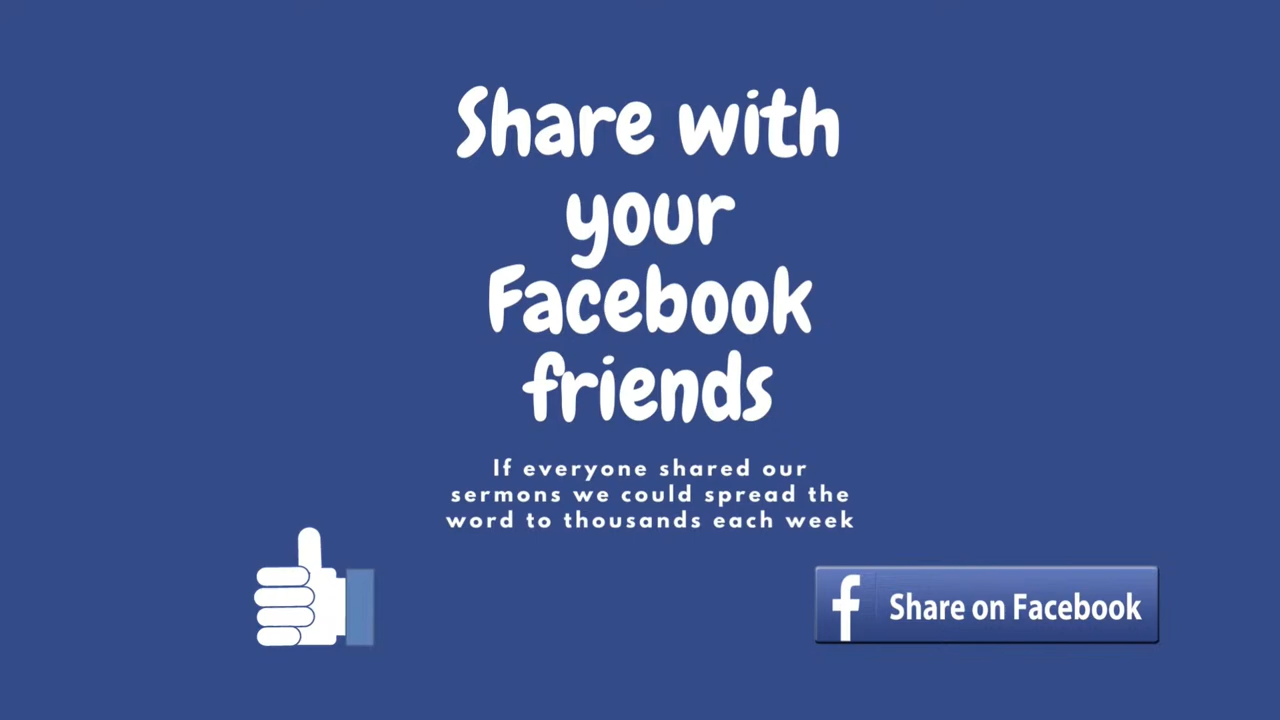 Share with
your
Facebook
friends
If everyone shared our
sermons we could spread the
word to thousands each week
f Share on Facebook